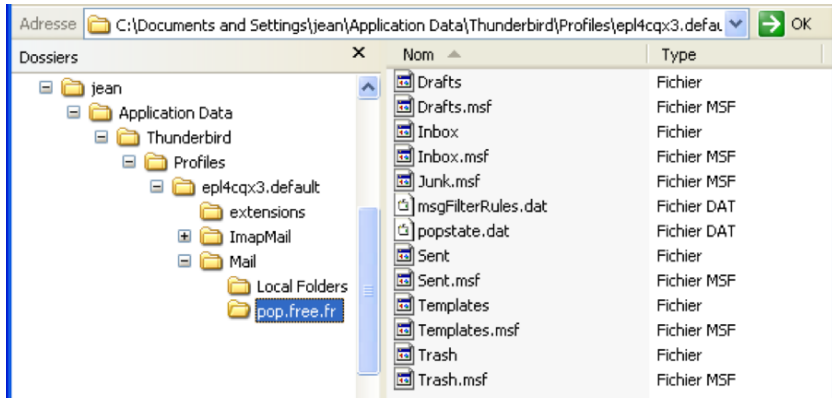 Adresse C:\Documents and Settings\jean\Application Data\Thunderbird\Profiles\epl4cqx3.defau OK
Dossiers
jean
Application Data
Thunderbird
Profiles
epl4cqx3.default
extensions
ImapMail
Mail
Local Folders
pop.free.fr
Nom Type
Drafts Fichier
Drafts.msf Fichier MSF
Inbox Fichier
Inbox.msf Fichier MSF
Junk.msf Fichier MSF
msgFilterRules.dat Fichier DAT
popstate.dat Fichier DAT
Sent Fichier
Sent.msf Fichier MSF
Templates Fichier
Templates.msf Fichier MSF
Trash Fichier
Trash.msf Fichier MSF